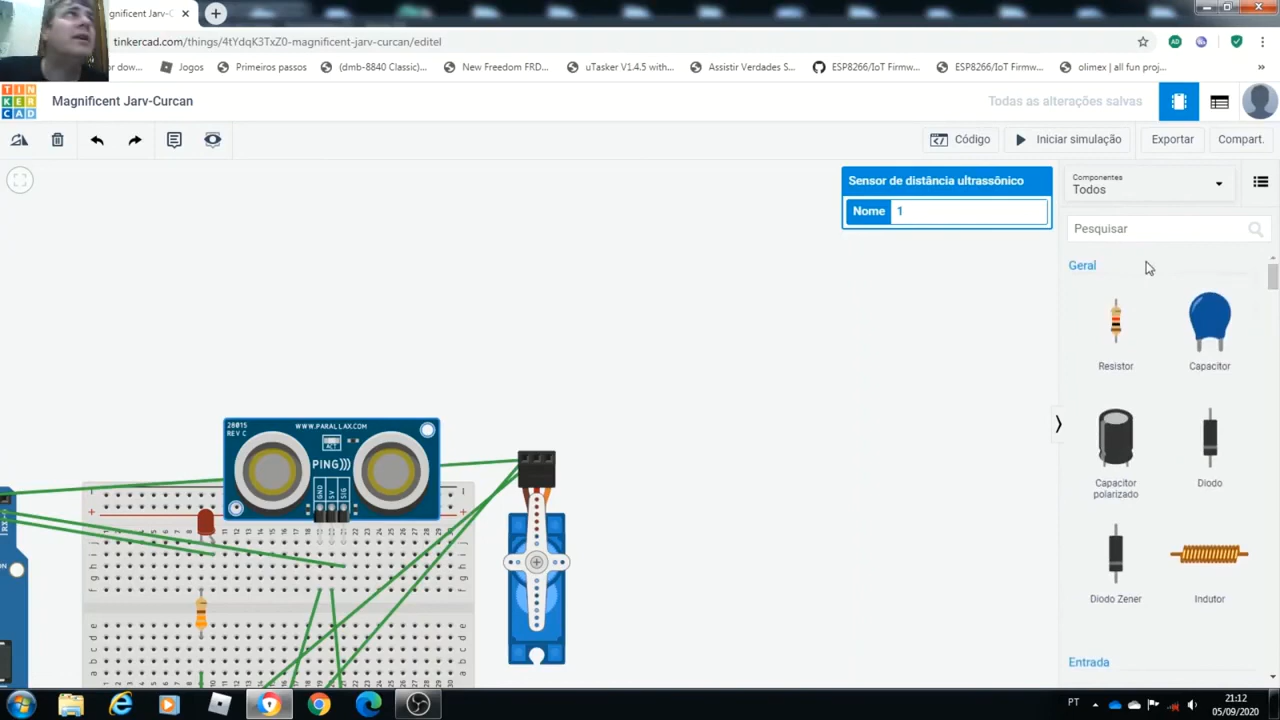 gnificent Jarv-C
tinkercad.com/things/4tYdqK3TxZ0-magnificent-jarv-curcan/editel
or dow...
Jogos
Primeiros passos
(dmb-8840 Classic)...
New Freedom FRD...
uTasker V1.4.5 with...
Assistir Verdades S...
ESP8266/IoT Firmw...
ESP8266/IoT Firmw...
olimex | all fun proj...
TIN
KER
CAD
Magnificent Jarv-Curcan
Todas as alterações salvas
Código
Iniciar simulação
Exportar
Compart.
Sensor de distância ultrassônico
Nome 1
Componentes
Todos
Pesquisar
Geral
Resistor
Capacitor
Capacitor
polarizado
Diodo
Diodo Zener
Indutor
Entrada
28015
REV C
WWW.PARALLAX.COM
ACT
PING)))
GND
5V
SIG
PT
21:12
05/09/2020